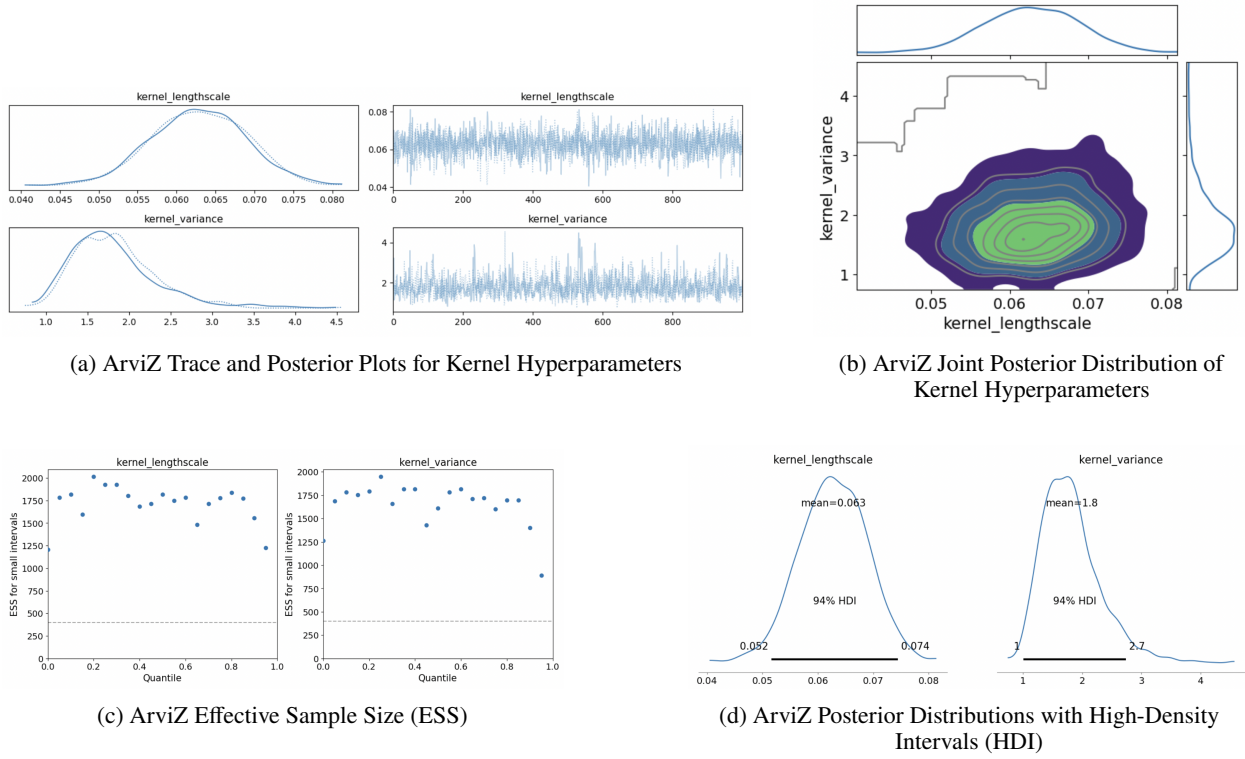 kernel_lengthscale
0.040 0.045 0.050 0.055 0.060 0.065 0.070 0.075 0.080
kernel_lengthscale
0.08
0.06
0.04
0 200 400 600 800
kernel_variance
1.0 1.5 2.0 2.5 3.0 3.5 4.0 4.5
kernel_variance
4
2
0 200 400 600 800
(a) ArviZ Trace and Posterior Plots for Kernel Hyperparameters
kernel_variance
4
3
2
1
0.05 0.06 0.07 0.08
kernel_lengthscale
(b) ArviZ Joint Posterior Distribution of
Kernel Hyperparameters
kernel_lengthscale
ESS for small intervals
2000
1750
1500
1250
1000
750
500
250
0
0.0 0.2 0.4 0.6 0.8 1.0
Quantile
kernel_variance
ESS for small intervals
2000
1750
1500
1250
1000
750
500
250
0
0.0 0.2 0.4 0.6 0.8 1.0
Quantile
(c) ArviZ Effective Sample Size (ESS)
kernel_lengthscale
mean=0.063
94% HDI
0.052 0.074
0.04 0.05 0.06 0.07 0.08
kernel_variance
mean=1.8
94% HDI
1 2.7
1 2 3 4
(d) ArviZ Posterior Distributions with High-Density
Intervals (HDI)